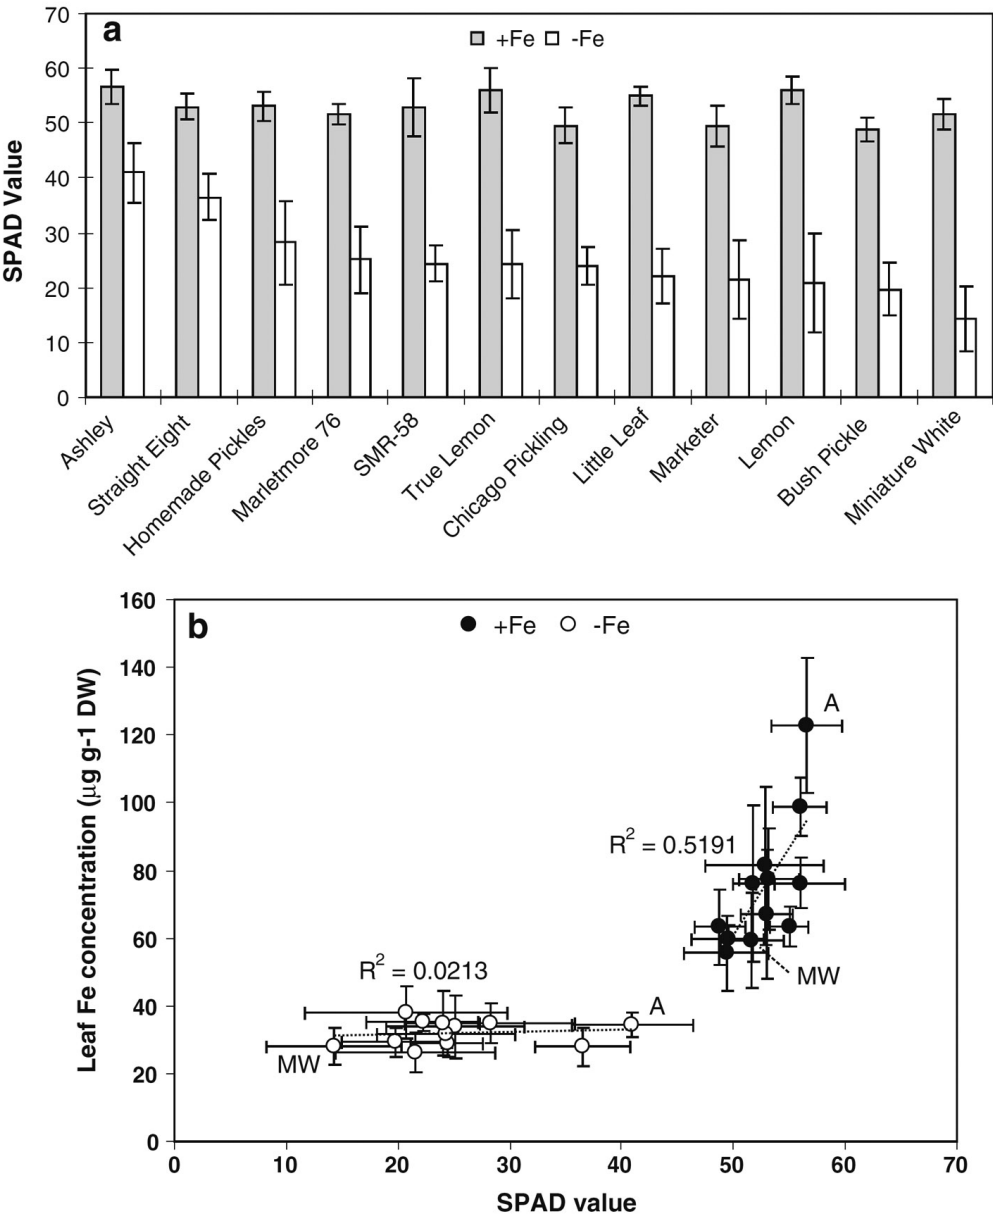 70
60
50
40
30
20
10
0
SPAD Value
a
+Fe -Fe
Ashley
Straight Eight
Homemade Pickles
Marletmore 76
SMR-58
True Lemon
Chicago Pickling
Little Leaf
Marketer
Lemon
Bush Pickle
Miniature White
160
140
120
100
80
60
40
20
0
Leaf Fe concentration (µg g-1 DW)
b
+Fe -Fe
A
R² = 0.5191
MW
R² = 0.0213
A
MW
0 10 20 30 40 50 60 70
SPAD value